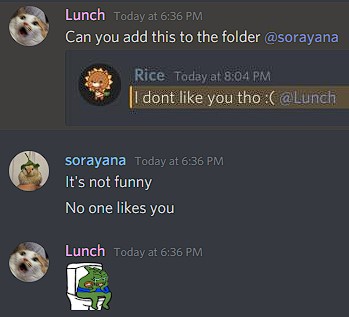 Lunch Today at 6:36 PM
Can you add this to the folder @sorayana
Rice Today at 8:04 PM
I dont like you tho :( @Lunch
sorayana Today at 6:36 PM
It's not funny
No one likes you
Lunch Today at 6:36 PM